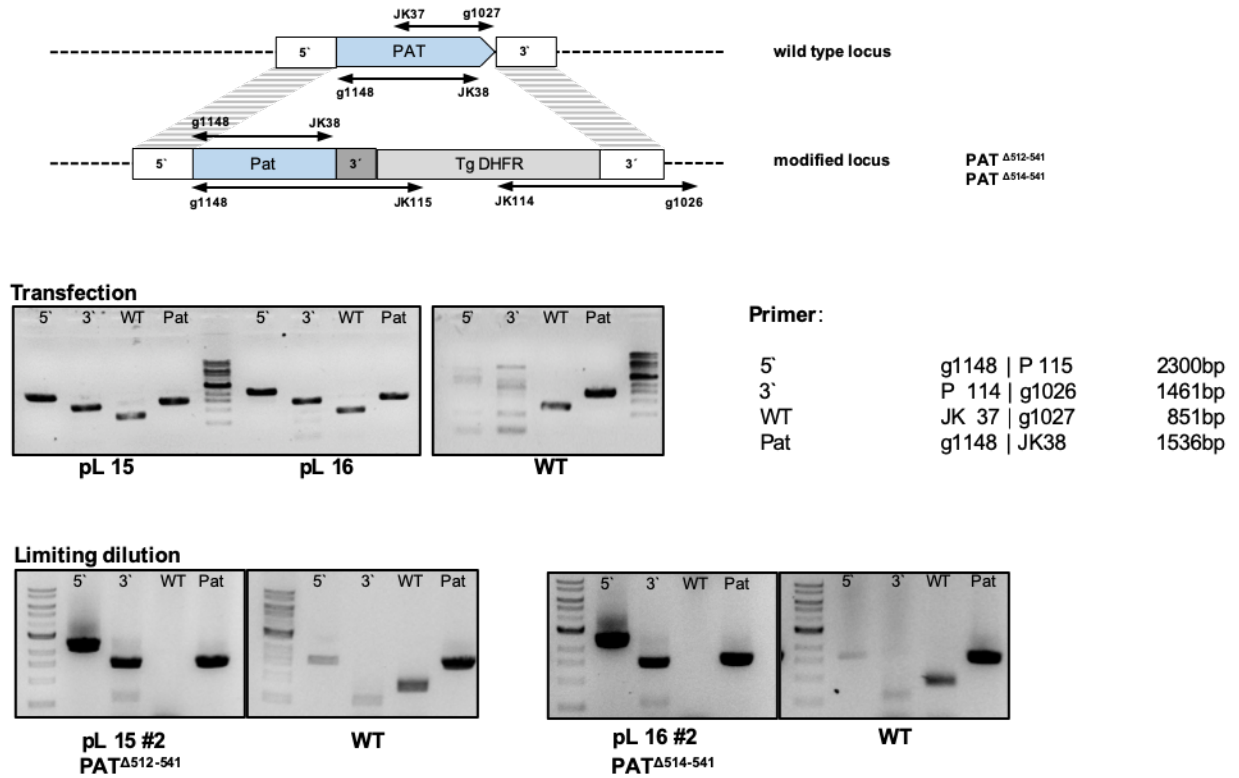 JK37 g1027
5` PAT 3`
wild type locus
g1148 JK38
g1148 JK38
5` Pat 3´ Tg DHFR 3´
modified locus
PAT Δ512-541
PAT Δ514-541
g1148 JK115 JK114 g1026
Transfection
5` 3` WT Pat 5` 3` WT Pat
5` 3` WT Pat
pL 15 pL 16 WT
Primer:
5` g1148 | P 115 2300bp
3` P 114 | g1026 1461bp
WT JK 37 | g1027 851bp
Pat g1148 | JK38 1536bp
Limiting dilution
5` 3` WT Pat 5` 3` WT Pat
5` 3` WT Pat 5` 3` WT Pat
pL 15 #2 WT
PATΔ512-541
pL 16 #2 WT
PATΔ514-541